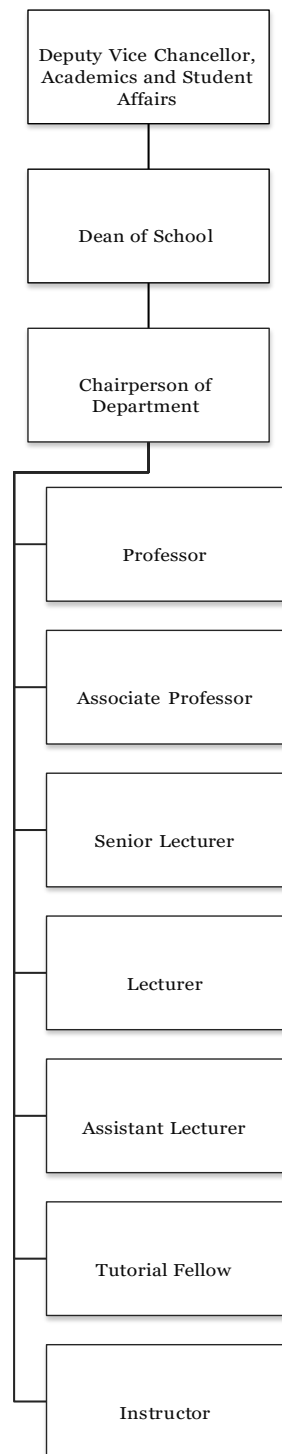 Deputy Vice Chancellor,
Academics and Student
Affairs
Dean of School
Chairperson of
Department
Professor
Associate Professor
Senior Lecturer
Lecturer
Assistant Lecturer
Tutorial Fellow
Instructor